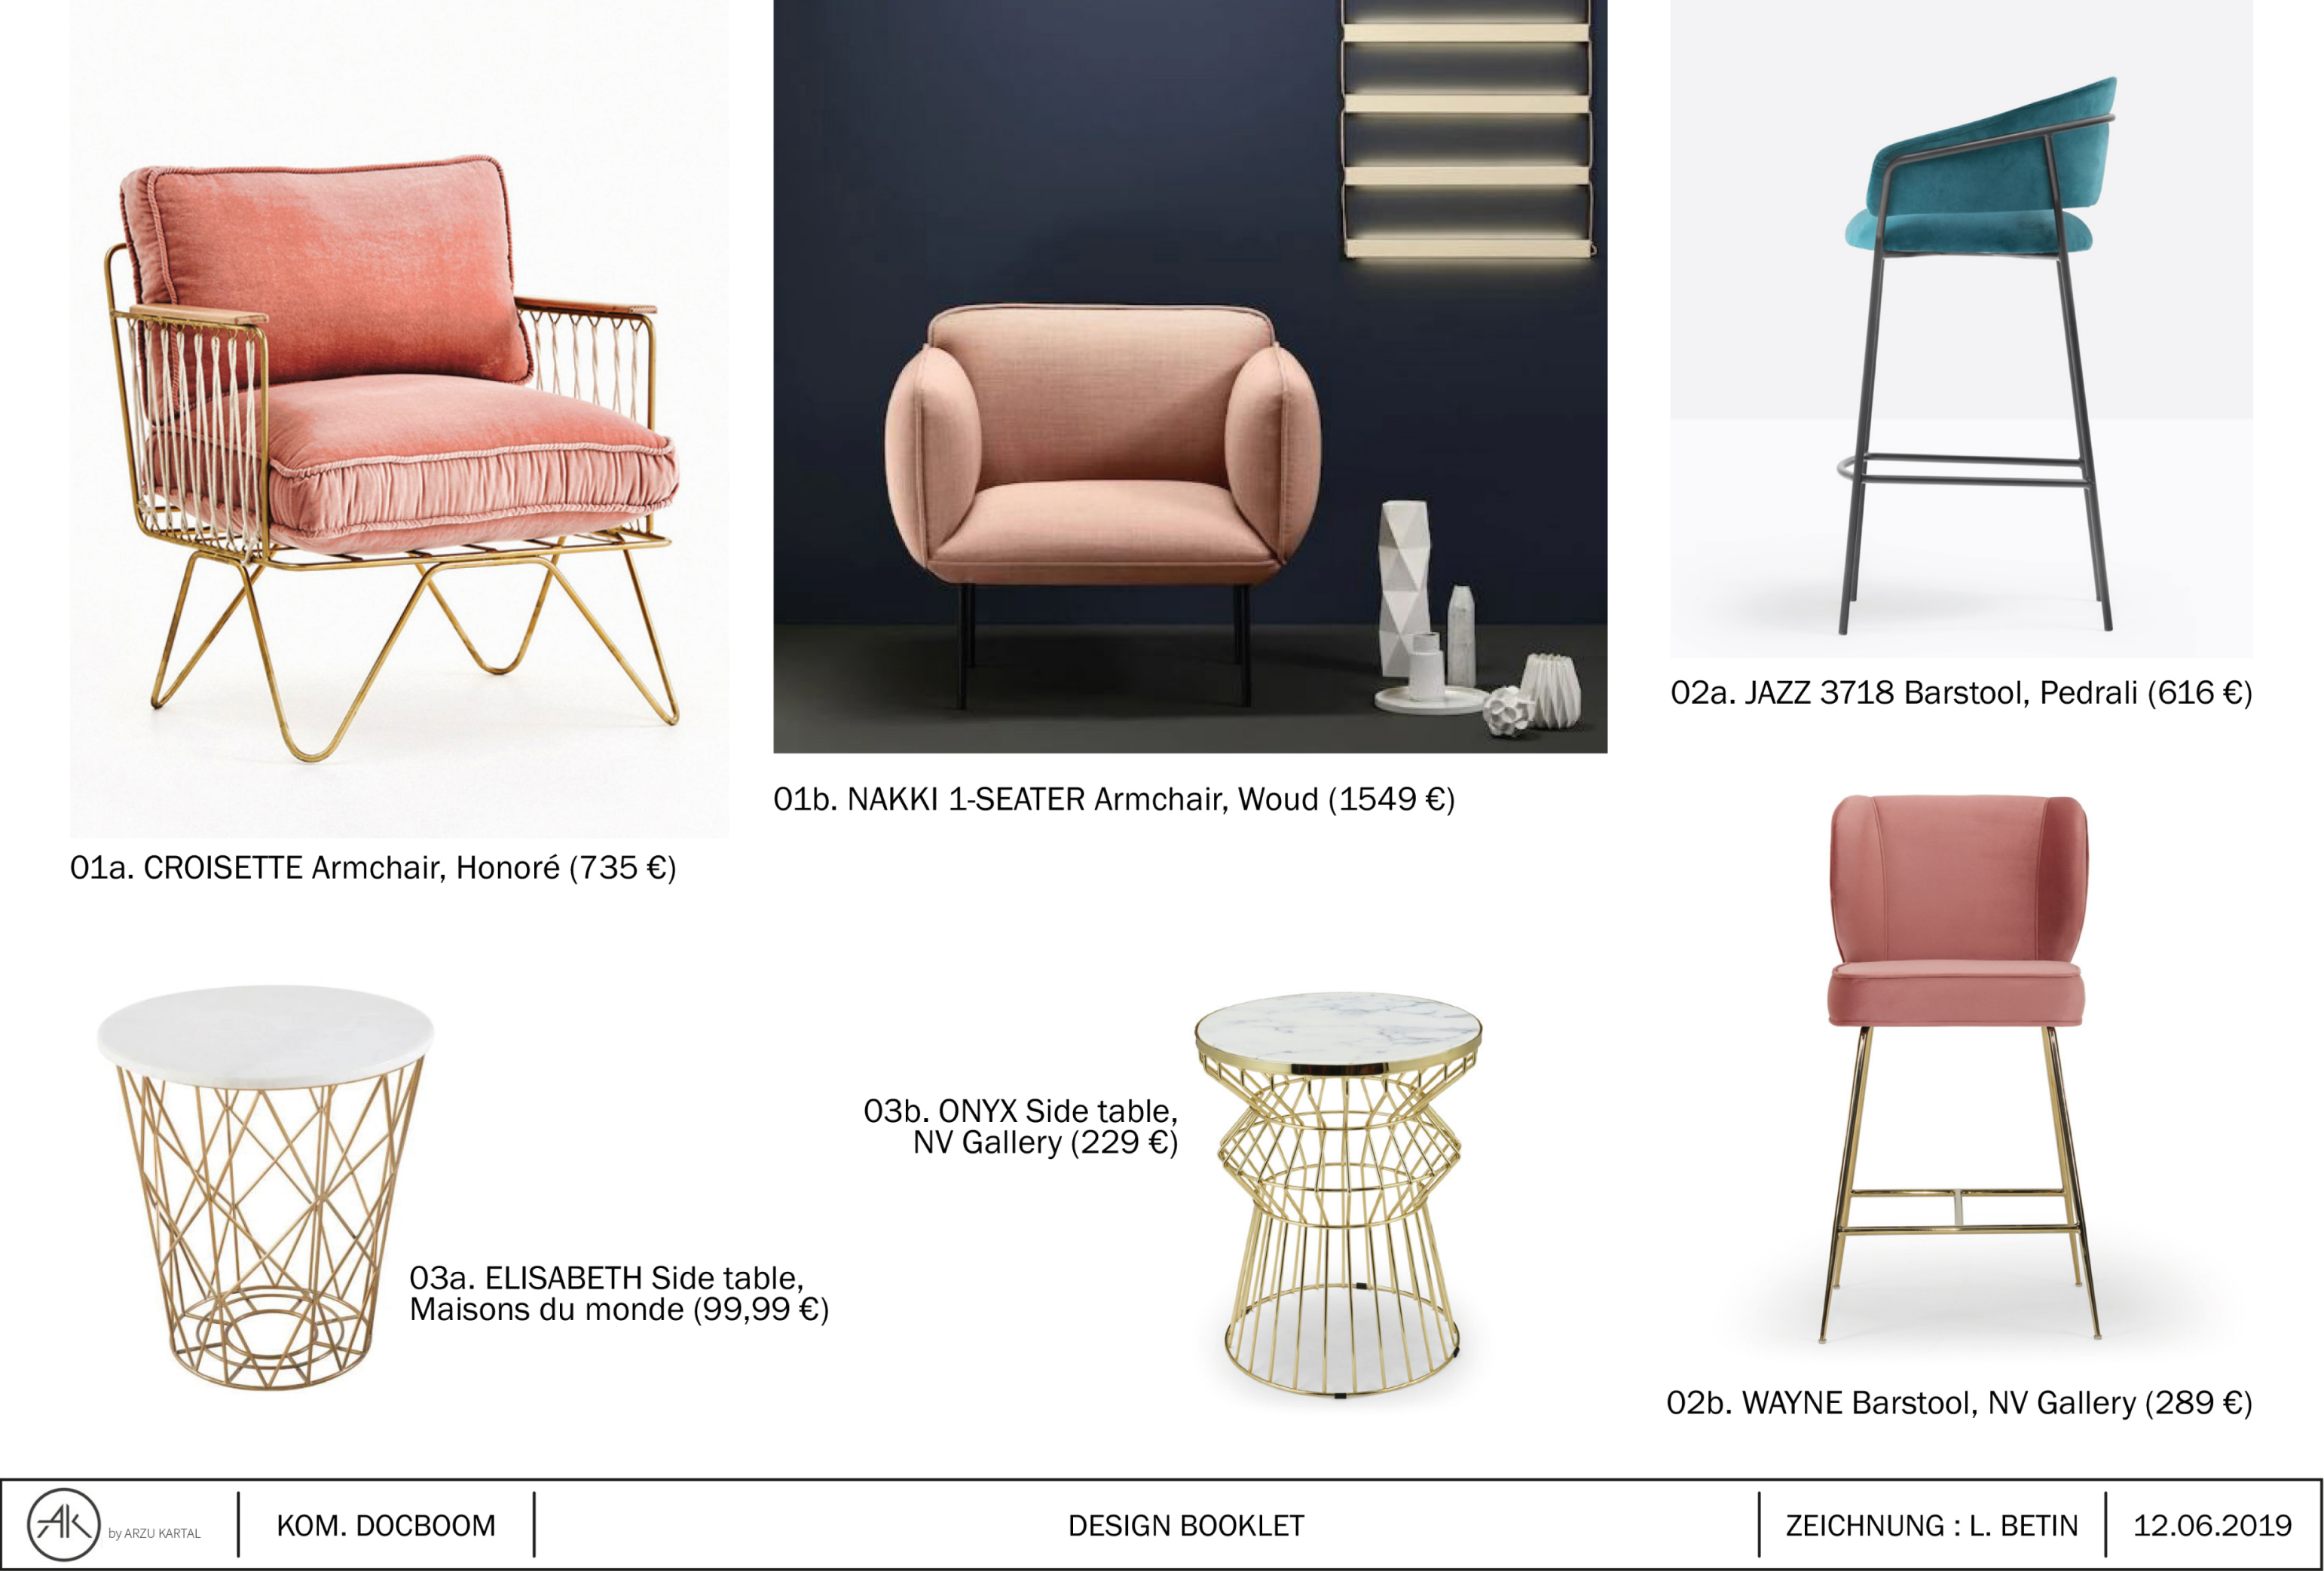 02a. JAZZ 3718 Barstool, Pedrali (616 €)
01b. NAKKI 1-SEATER Armchair, Woud (1549 €)
01a. CROISETTE Armchair, Honoré (735 €)
03b. ONYX Side table,
NV Gallery (229 €)
03a. ELISABETH Side table,
Maisons du monde (99,99 €)
02b. WAYNE Barstool, NV Gallery (289 €)
AK by ARZU KARTAL
KOM. DOCBOOM
DESIGN BOOKLET
ZEICHNUNG : L. BETIN
12.06.2019